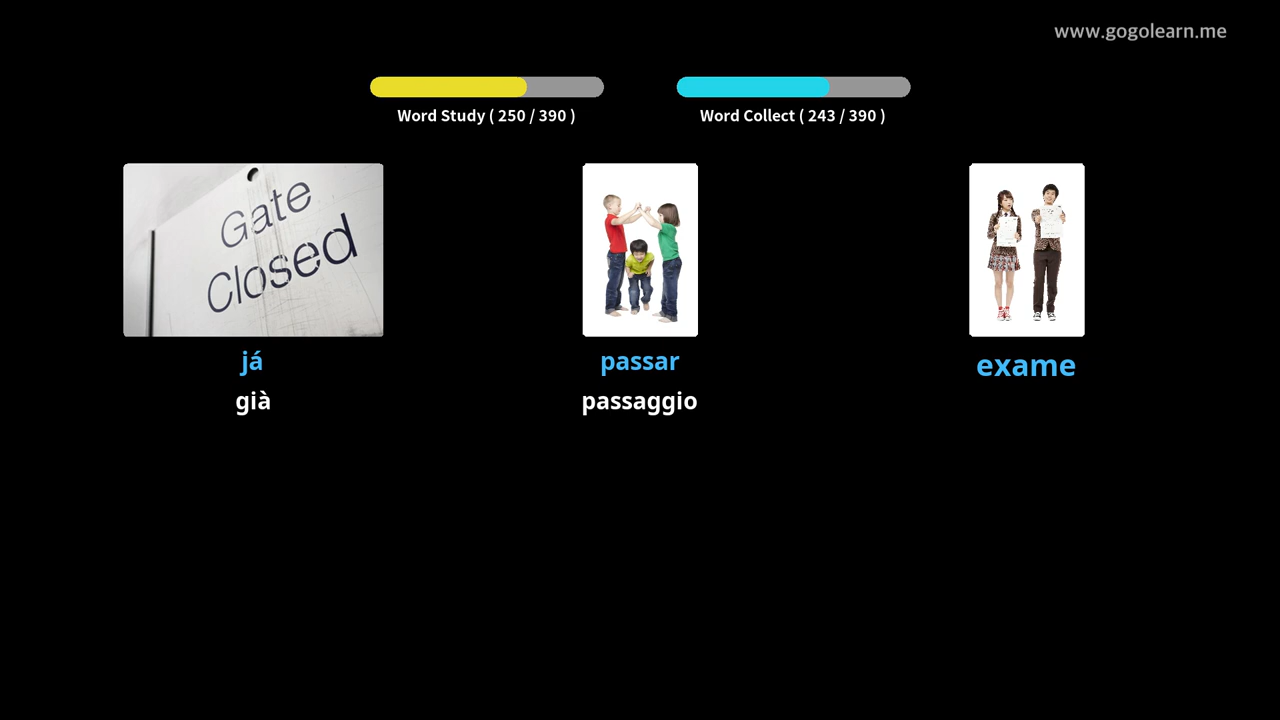 www.gogolearn.me
Word Study ( 250 / 390 )
Word Collect ( 243 / 390 )
Gate
Closed
já
passar
exame
già
passaggio